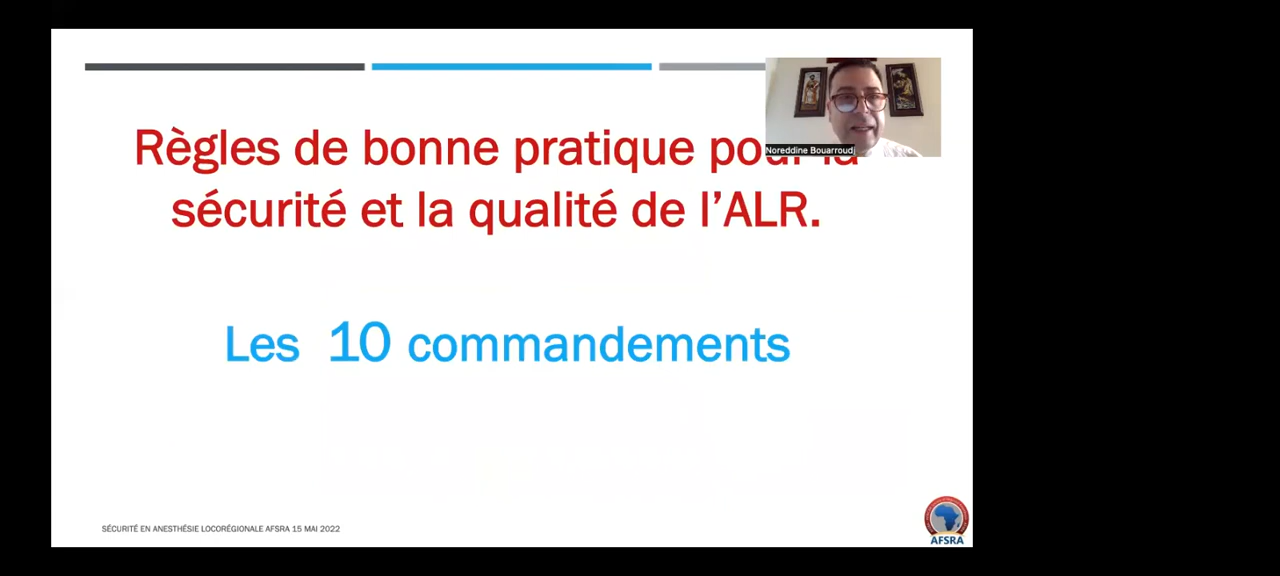 Règles de bonne pratique pour la
sécurité et la qualité de l’ALR.
Noreddine Bouarroudj
Les 10 commandements
SÉCURITÉ EN ANESTHÉSIE LOCORÉGIONALE AFSRA 15 MAI 2022
AFSRA